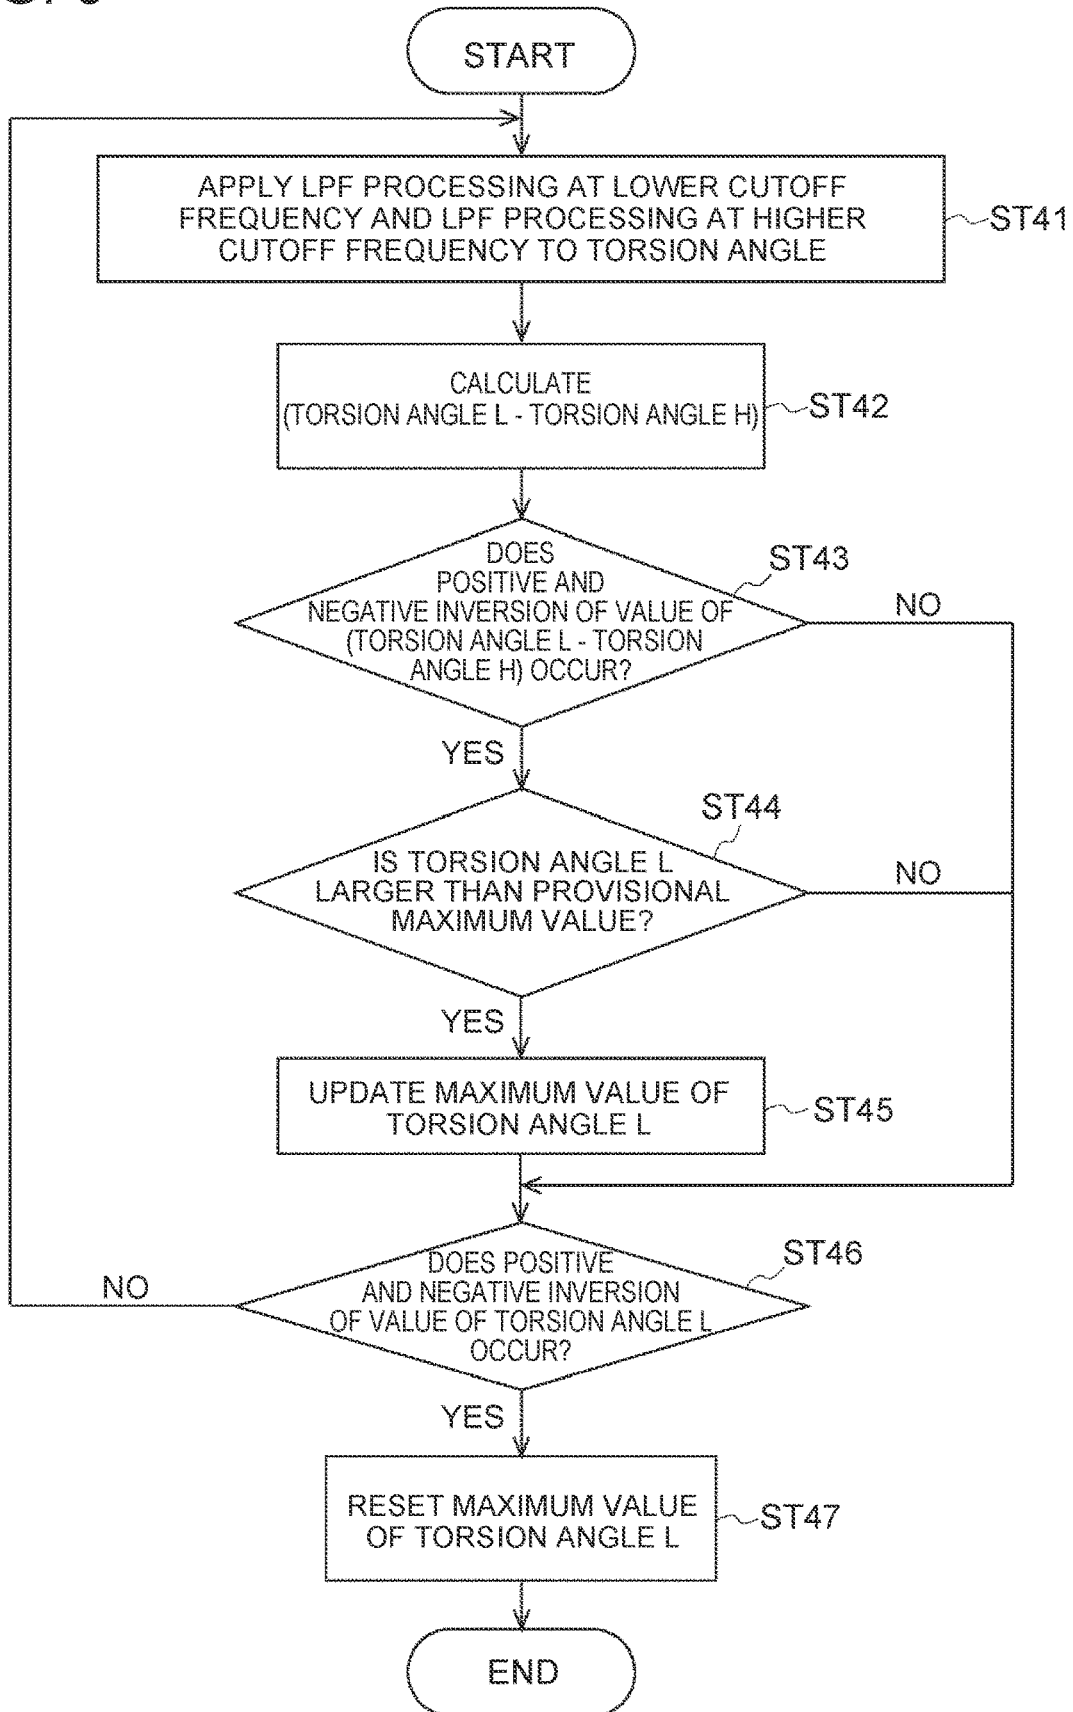 START
APPLY LPF PROCESSING AT LOWER CUTOFF
FREQUENCY AND LPF PROCESSING AT HIGHER
CUTOFF FREQUENCY TO TORSION ANGLE
ST41
CALCULATE
(TORSION ANGLE L - TORSION ANGLE H)
ST42
DOES
POSITIVE AND
NEGATIVE INVERSION OF VALUE OF
(TORSION ANGLE L - TORSION
ANGLE H) OCCUR?
ST43
NO
YES
ST44
IS TORSION ANGLE L
LARGER THAN PROVISIONAL
MAXIMUM VALUE?
NO
YES
UPDATE MAXIMUM VALUE OF
TORSION ANGLE L
ST45
DOES POSITIVE
AND NEGATIVE INVERSION
OF VALUE OF TORSION ANGLE L
OCCUR?
ST46
NO
YES
RESET MAXIMUM VALUE
OF TORSION ANGLE L
ST47
END